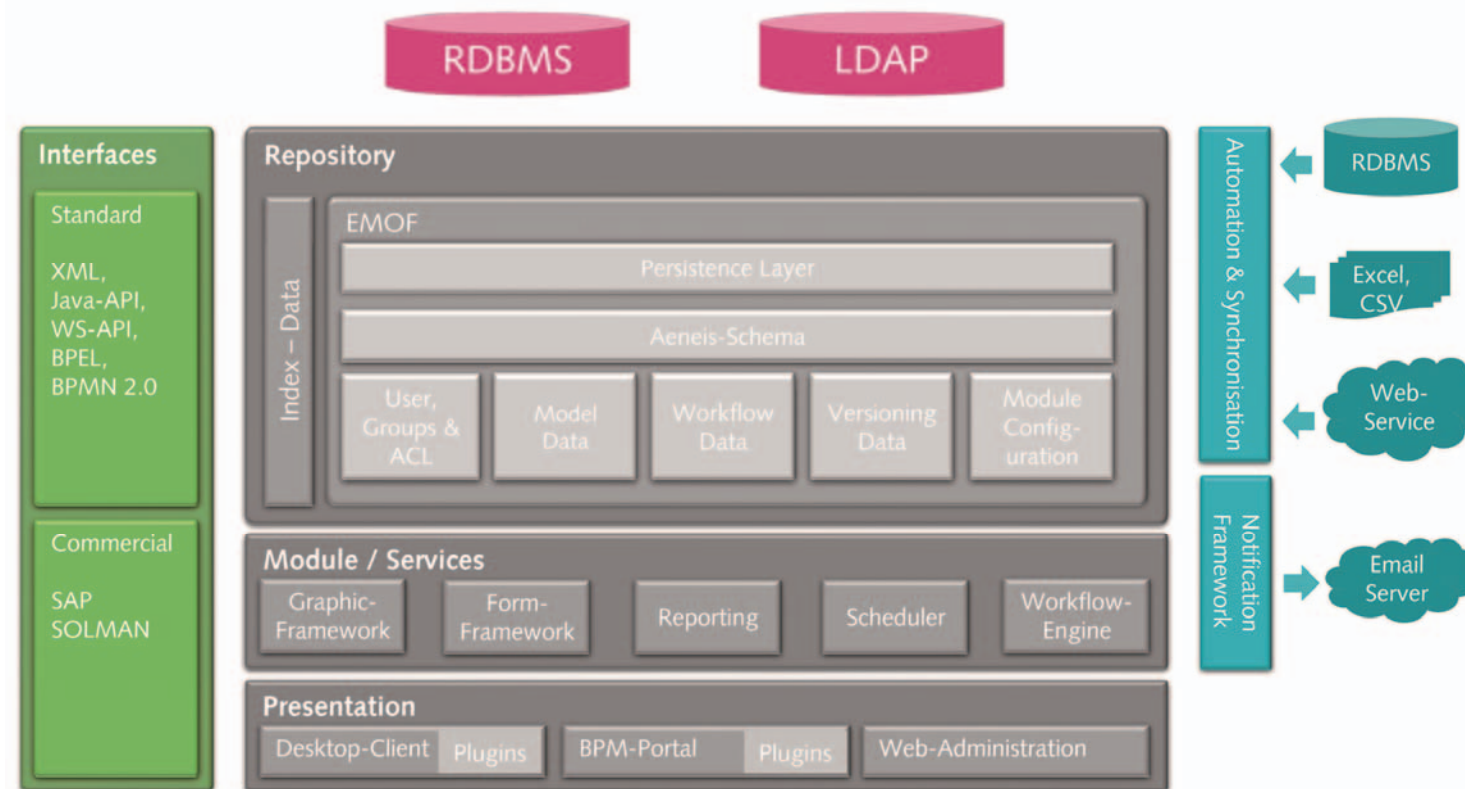 RDBMS
LDAP
Interfaces
Standard
XML,
Java-API,
WS-API,
BPEL,
BPMN 2.0
Commercial
SAP
SOLMAN
Repository
Index – Data
EMOF
Persistence Layer
Aeneis-Schema
User,
Groups &
ACL
Model
Data
Workflow
Data
Versioning
Data
Module
Config-
uration
Module / Services
Graphic-
Framework
Form-
Framework
Reporting
Scheduler
Workflow-
Engine
Presentation
Desktop-Client
Plugins
BPM-Portal
Plugins
Web-Administration
Automation & Synchronisation
Notification
Framework
RDBMS
Excel,
CSV
Web-
Service
Email
Server